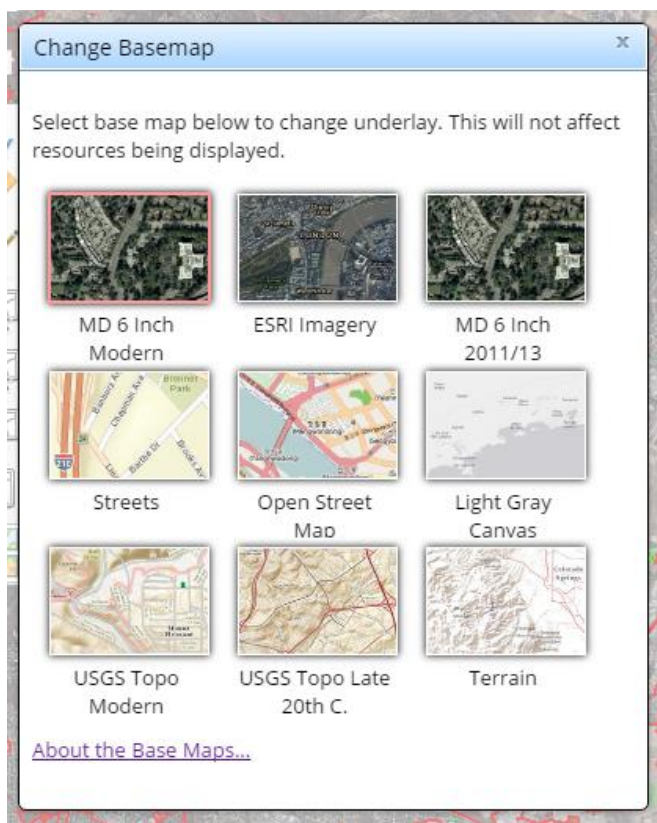 Change Basemap
x
Select base map below to change underlay. This will not affect
resources being displayed.
MD 6 Inch
Modern
ESRI Imagery
MD 6 Inch
2011/13
Streets
Open Street
Map
Light Gray
Canvas
USGS Topo
Modern
USGS Topo Late
20th C.
Terrain
About the Base Maps...